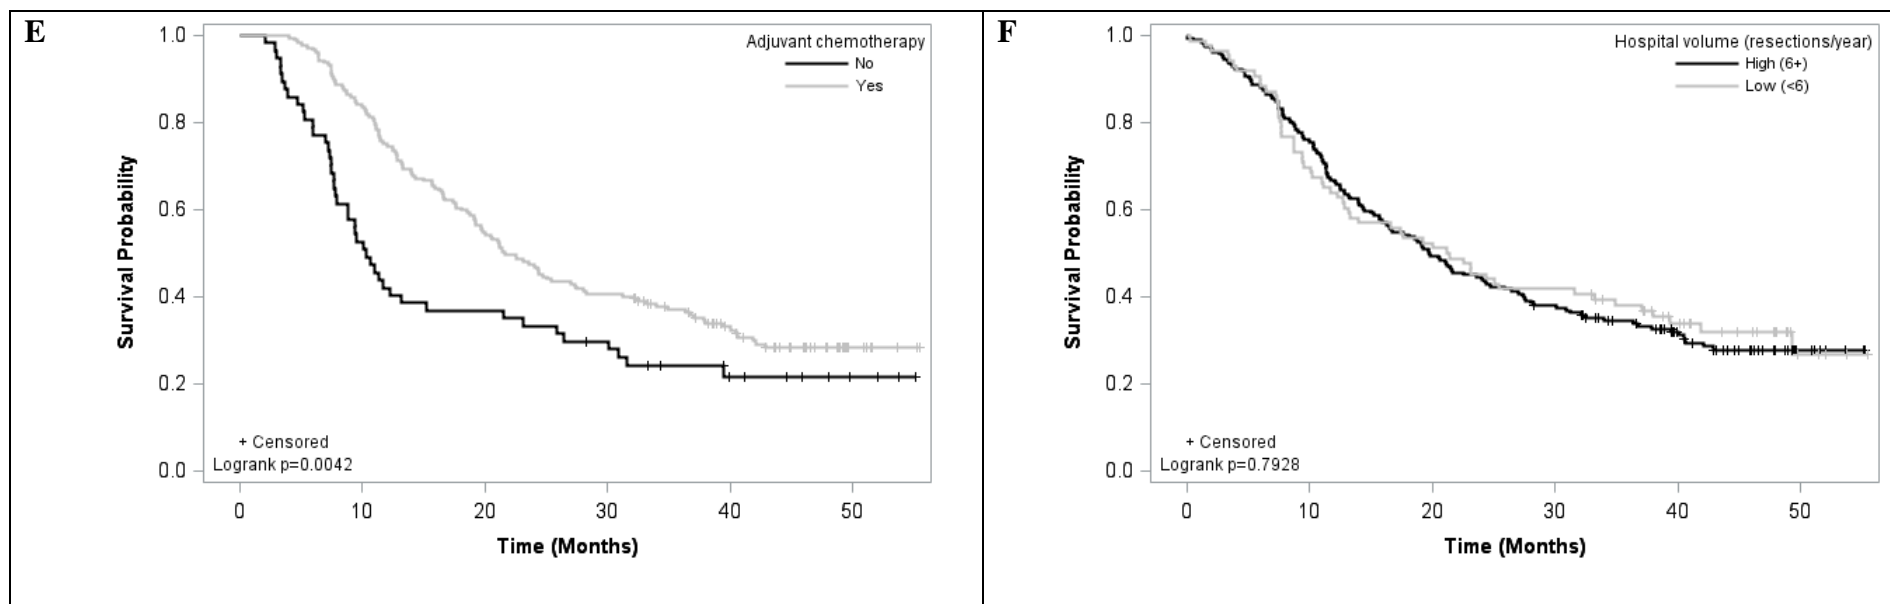 E
Adjuvant chemotherapy
No
Yes
Survival Probability
1.0
0.8
0.6
0.4
0.2
0.0
+ Censored
Logrank p=0.0042
0 10 20 30 40 50
Time (Months)
F
Hospital volume (resections/year)
High (6+)
Low (<6)
Survival Probability
1.0
0.8
0.6
0.4
0.2
0.0
+ Censored
Logrank p=0.7928
0 10 20 30 40 50
Time (Months)